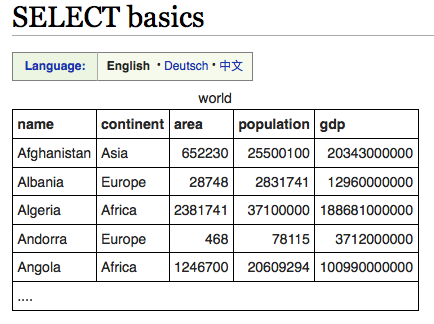 SELECT basics
Language: English • Deutsch • 中文
world
name continent area population gdp
Afghanistan Asia 652230 25500100 20343000000
Albania Europe 28748 2831741 12960000000
Algeria Africa 2381741 37100000 188681000000
Andorra Europe 468 78115 3712000000
Angola Africa 1246700 20609294 100990000000
....